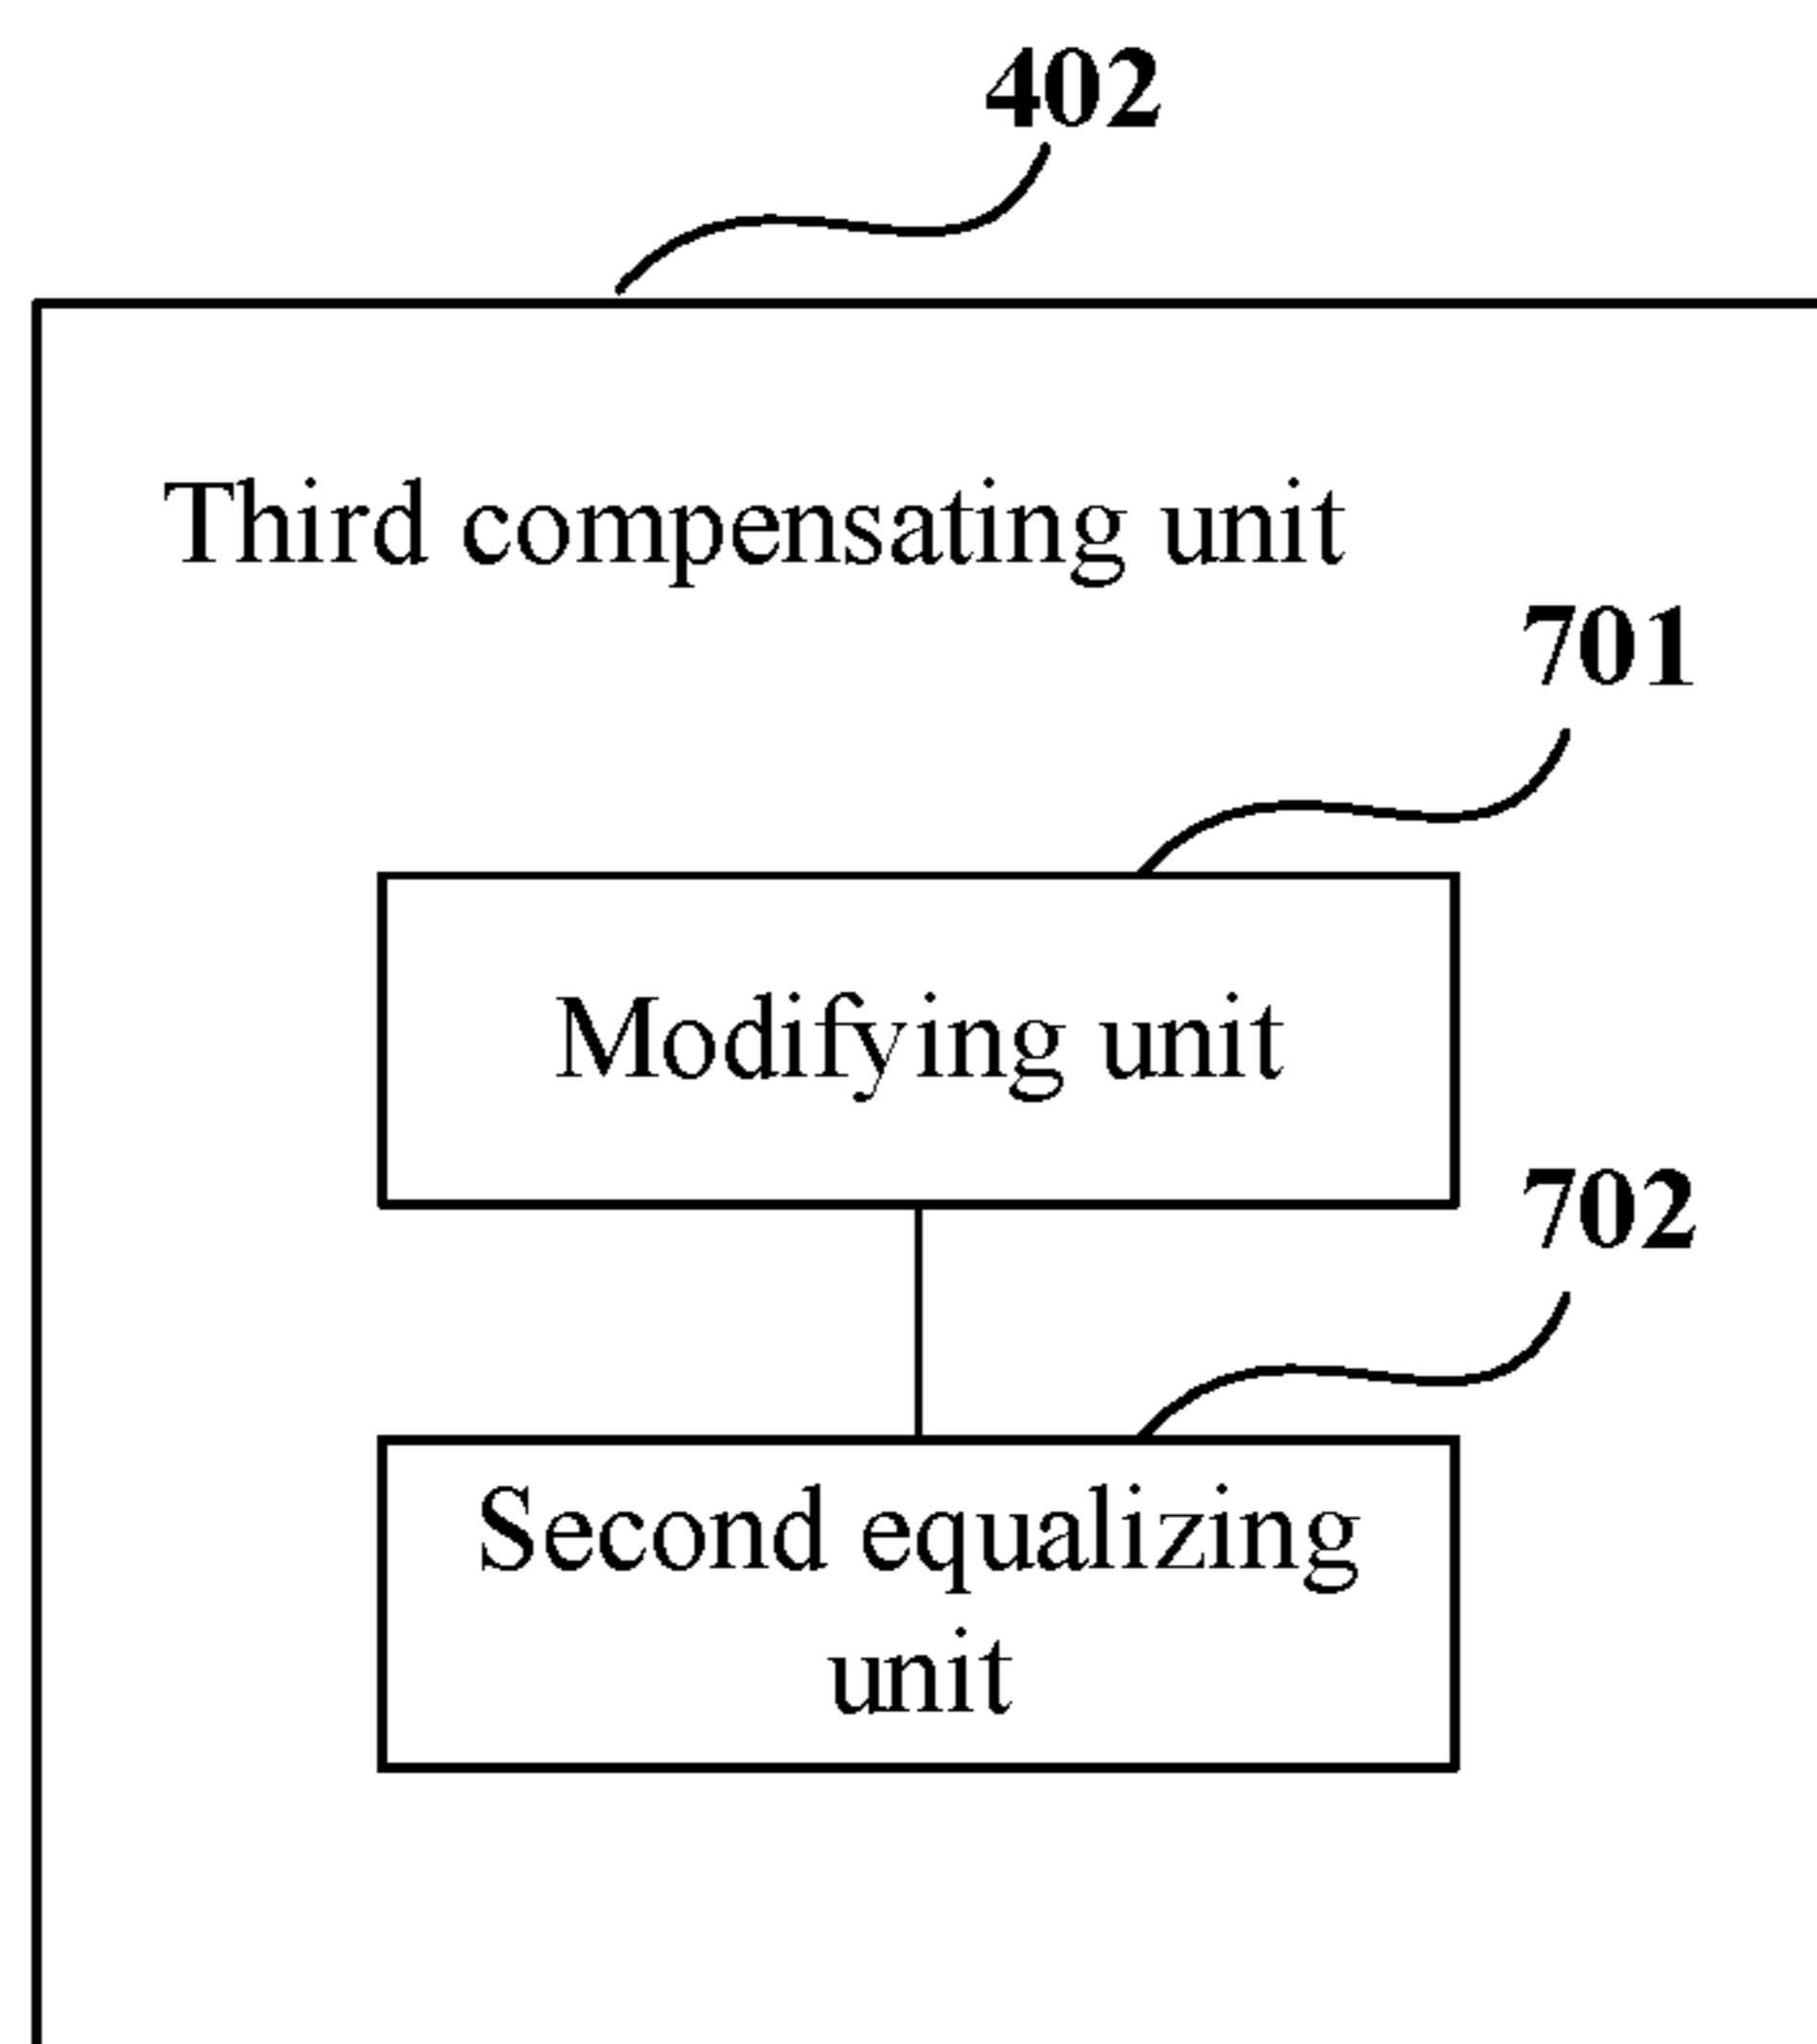 402
Third compensating unit
701
Modifying unit
702
Second equalizing
unit